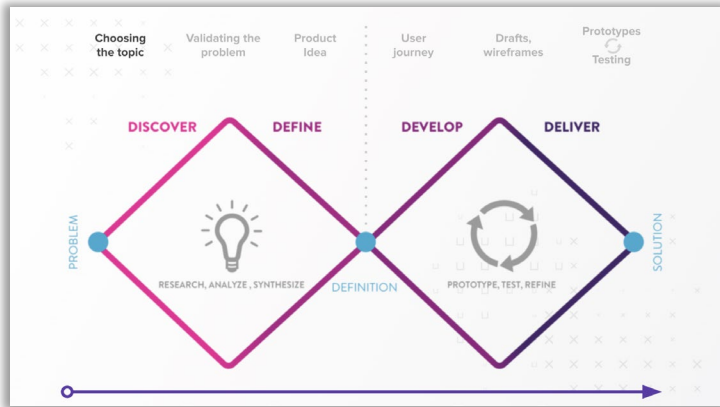 Choosing
the topic
Validating the
problem
Product
Idea
User
journey
Drafts,
wireframes
Prototypes
Testing
DISCOVER
DEFINE
DEVELOP
DELIVER
PROBLEM
RESEARCH, ANALYZE , SYNTHESIZE
DEFINITION
PROTOTYPE, TEST, REFINE
SOLUTION